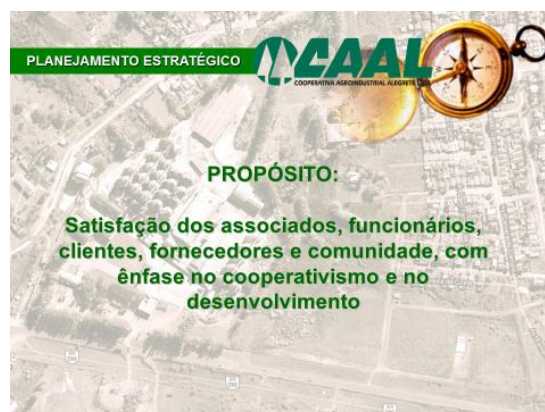 PLANEJAMENTO ESTRATÉGICO
CAAL
COOPERATIVA AGROINDUSTRIAL ALEGRETE
PROPÓSITO:
Satisfação dos associados, funcionários,
clientes, fornecedores e comunidade, com
ênfase no cooperativismo e no
desenvolvimento